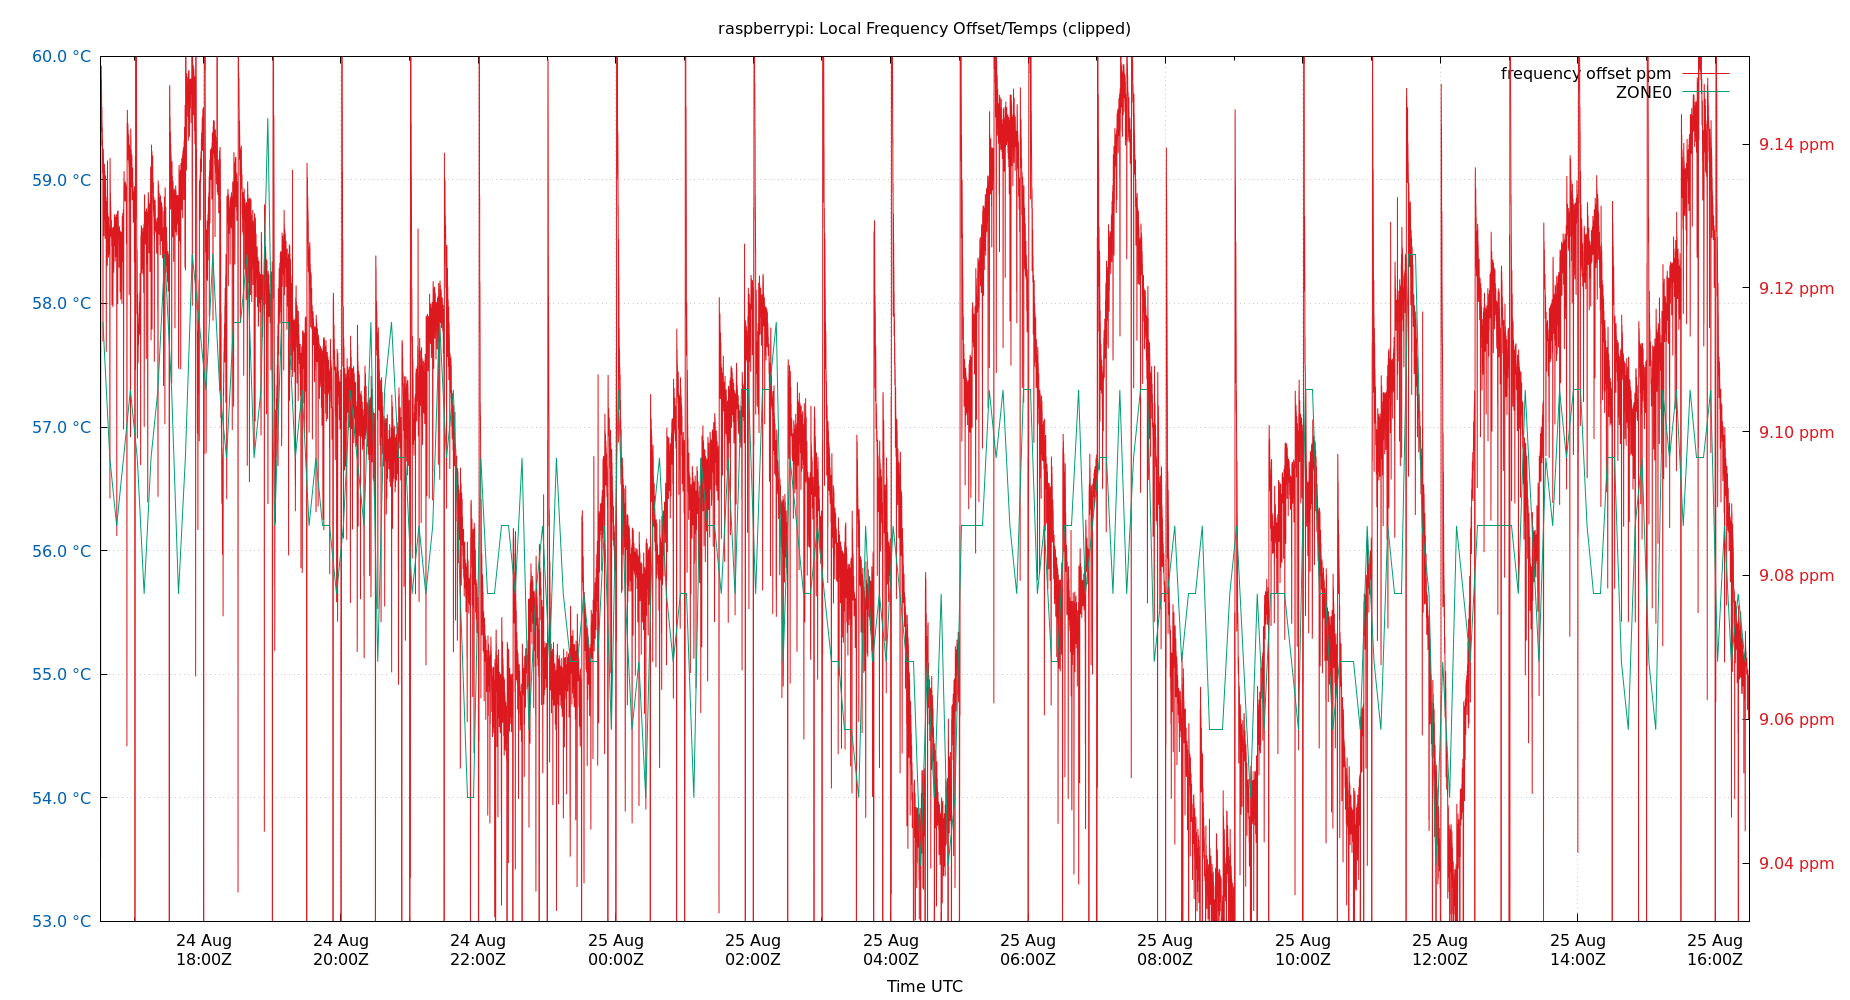 raspberrypi: Local Frequency Offset/Temps (clipped)
60.0 °C
59.0 °C
58.0 °C
57.0 °C
56.0 °C
55.0 °C
54.0 °C
53.0 °C
frequency offset ppm
ZONE0
9.14 ppm
9.12 ppm
9.10 ppm
9.08 ppm
9.06 ppm
9.04 ppm
24 Aug
18:00Z
24 Aug
20:00Z
24 Aug
22:00Z
25 Aug
00:00Z
25 Aug
02:00Z
25 Aug
04:00Z
25 Aug
06:00Z
25 Aug
08:00Z
25 Aug
10:00Z
25 Aug
12:00Z
25 Aug
14:00Z
25 Aug
16:00Z
Time UTC